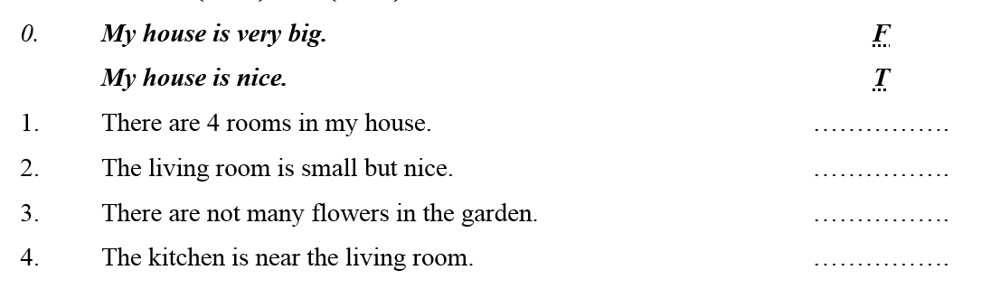 0. My house is very big. F
My house is nice. T
1. There are 4 rooms in my house. ................
2. The living room is small but nice. ................
3. There are not many flowers in the garden. ................
4. The kitchen is near the living room. ................